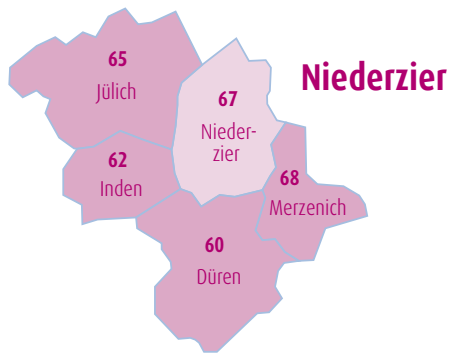 Niederzier
65
Jülich
67
Nieder-
zier
62
Inden
68
Merzenich
60
Düren